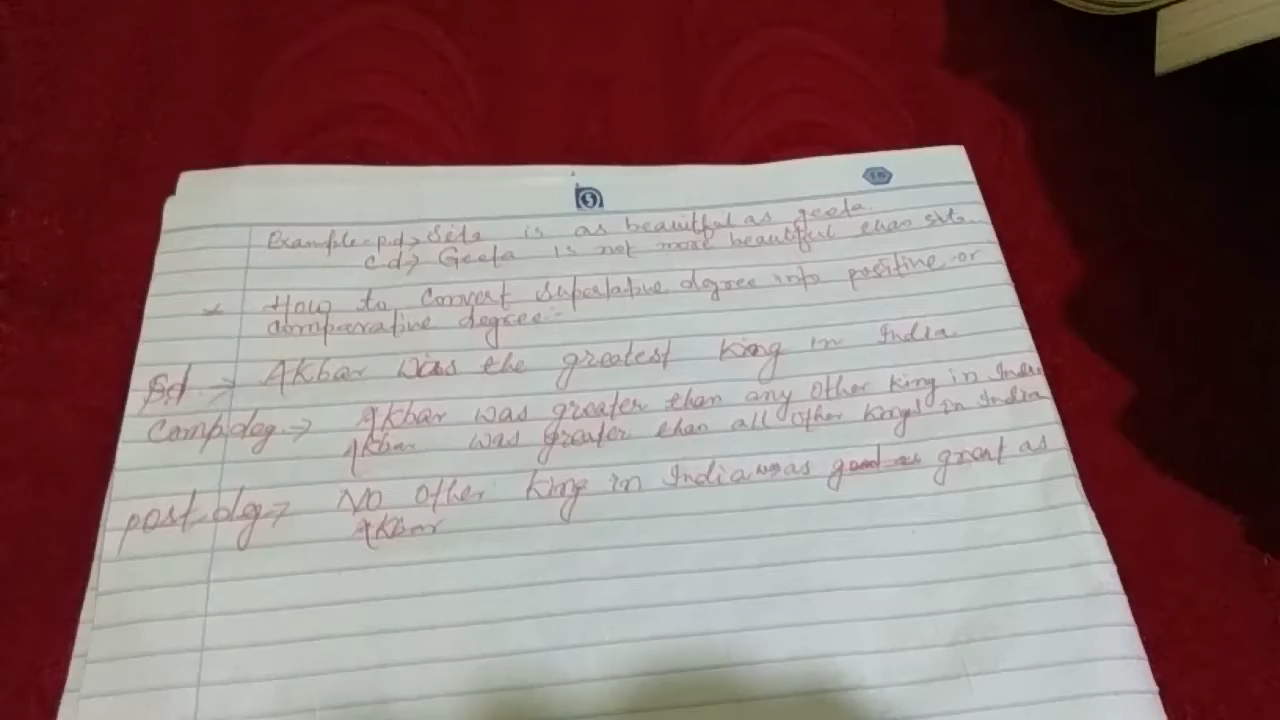 Example - p.d → Sita is as beautiful as geeta.
c d → Geeta is not more beautiful than sita.
How to convert Superlative degree into positive or
comparative degree:-
S.d → Akbar was the greatest king in India.
Comp deg. → Akbar was greater than any other king in India
Akbar was greater than all other kings in India
post. deg → No other king in India was as good as great as
Akbar